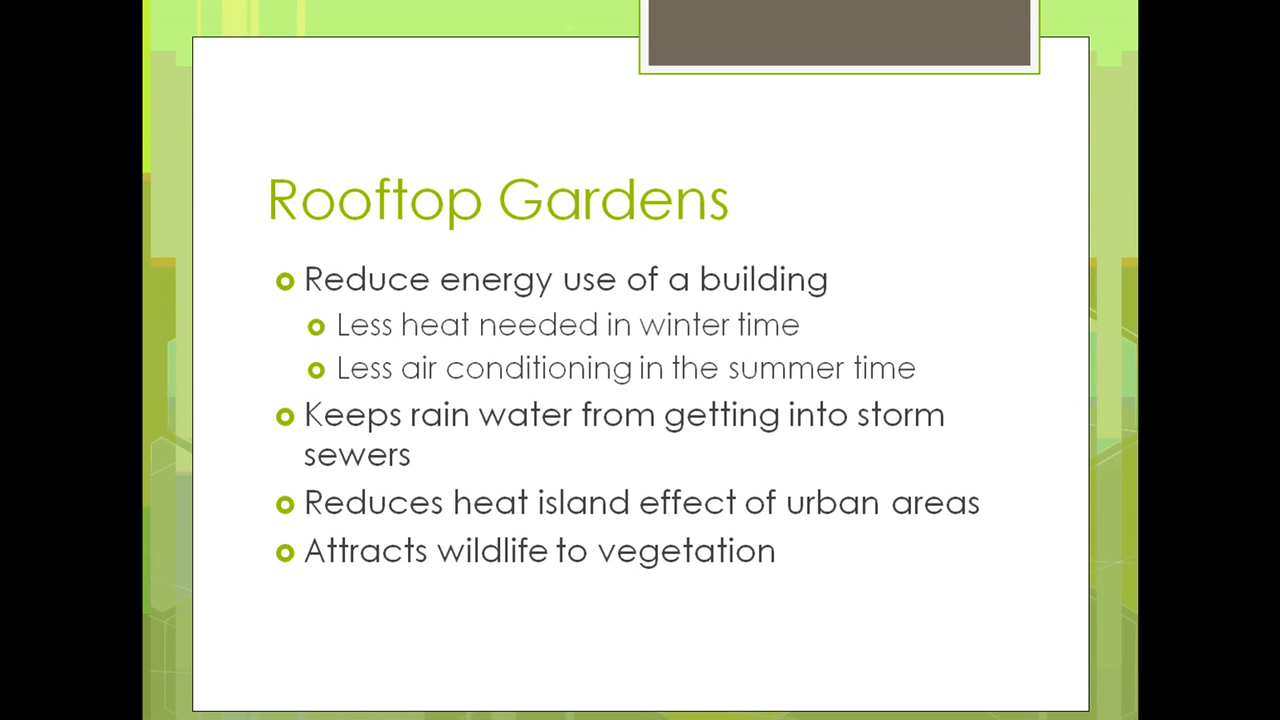 Rooftop Gardens
Reduce energy use of a building
Less heat needed in winter time
Less air conditioning in the summer time
Keeps rain water from getting into storm
sewers
Reduces heat island effect of urban areas
Attracts wildlife to vegetation